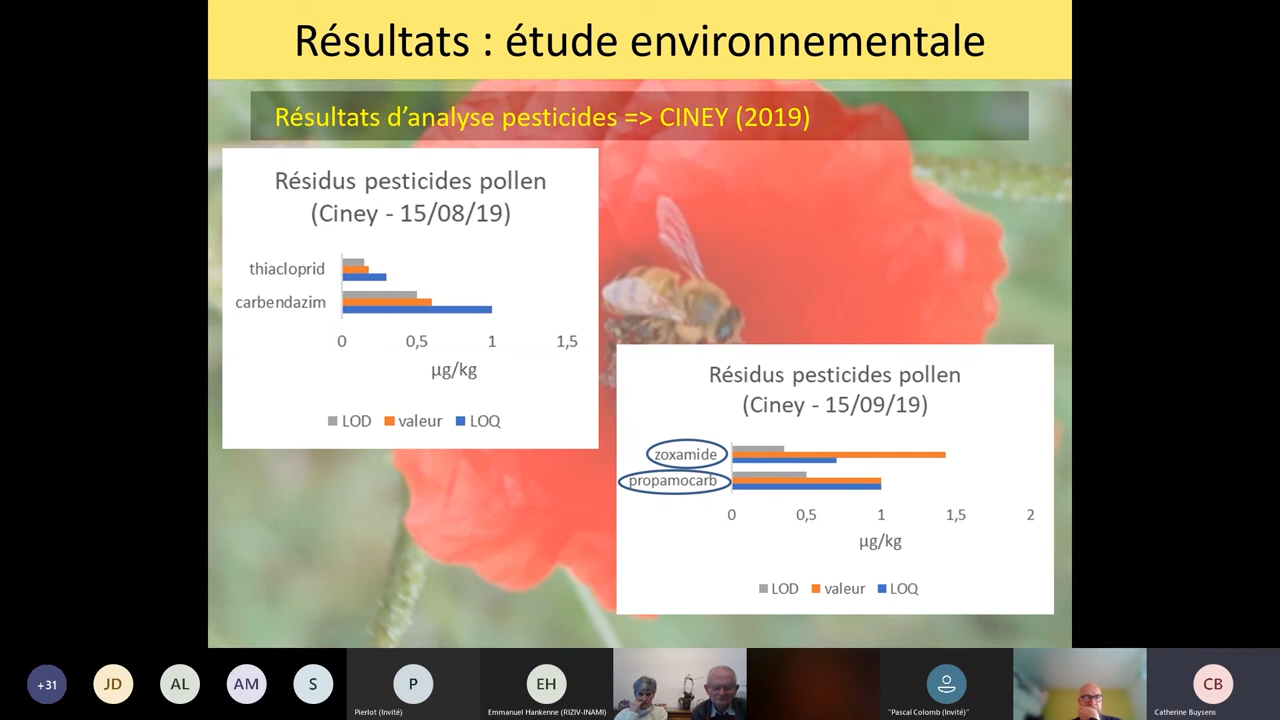 Résultats : étude environnementale
Résultats d'analyse pesticides => CINEY (2019)
Résidus pesticides pollen
(Ciney - 15/08/19)
thiacloprid
carbendazim
0 0,5 1 1,5
µg/kg
LOD valeur LOQ
Résidus pesticides pollen
(Ciney - 15/09/19)
zoxamide
propamocarb
0 0,5 1 1,5 2
µg/kg
LOD valeur LOQ
+31 JD AL AM S P EH CB
Pierlot (Invité) Emmanuel Hankenne (RIZIV-INAMI) "Pascal Colomb (Invité)" Catherine Buysens